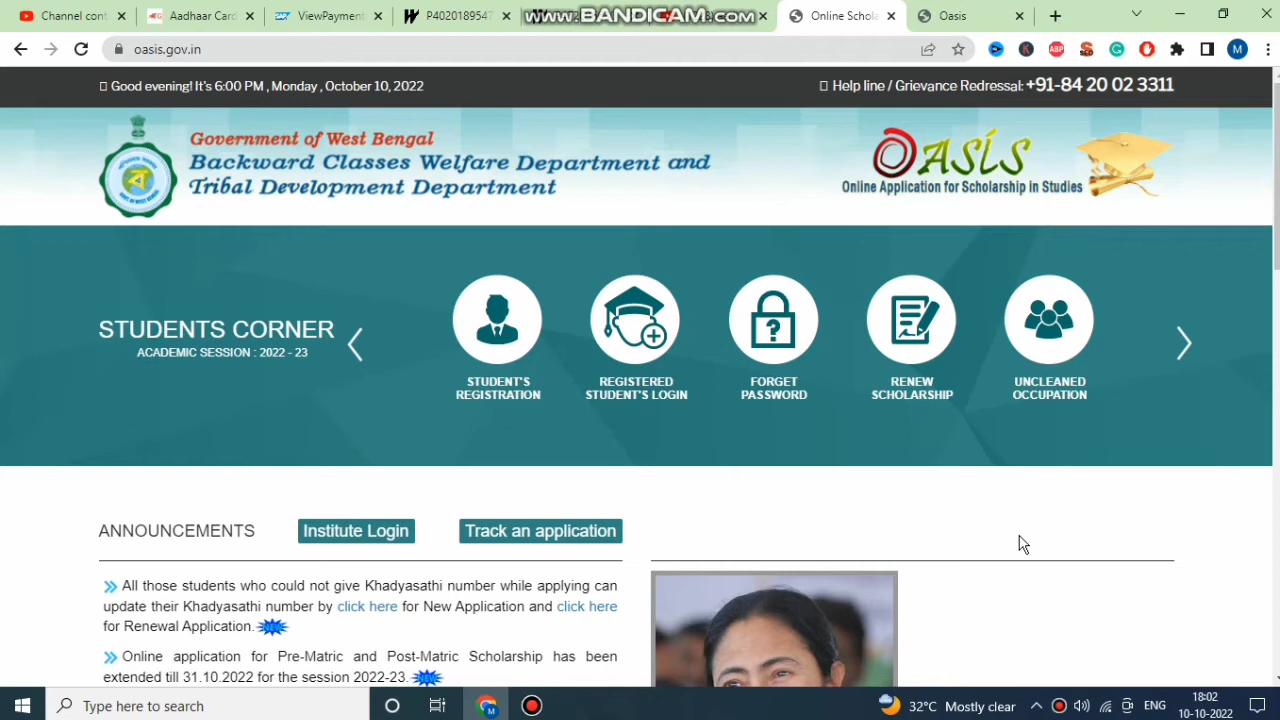 Channel cont
Aadhaar Card
ViewPayment
P4020189547
www.BANDICAM.com
Online Schola
Oasis
oasis.gov.in
Good evening! It's 6:00 PM , Monday , October 10, 2022
Help line / Grievance Redressal: +91-84 20 02 3311
Government of West Bengal
Backward Classes Welfare Department and
Tribal Development Department
OASIS
Online Application for Scholarship in Studies
STUDENTS CORNER
ACADEMIC SESSION : 2022 - 23
STUDENT'S
REGISTRATION
REGISTERED
STUDENT'S LOGIN
FORGET
PASSWORD
RENEW
SCHOLARSHIP
UNCLEANED
OCCUPATION
ANNOUNCEMENTS
Institute Login
Track an application
All those students who could not give Khadyasathi number while applying can
update their Khadyasathi number by click here for New Application and click here
for Renewal Application. NEW
Online application for Pre-Matric and Post-Matric Scholarship has been
extended till 31.10.2022 for the session 2022-23. NEW
Type here to search
32°C Mostly clear
ENG
18:02
10-10-2022